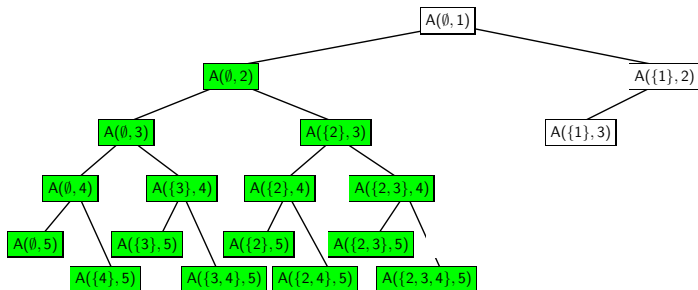 A(∅, 1)
A(∅, 2)
A({1}, 2)
A(∅, 3)
A({2}, 3)
A({1}, 3)
A(∅, 4)
A({3}, 4)
A({2}, 4)
A({2, 3}, 4)
A(∅, 5)
A({3}, 5)
A({2}, 5)
A({2, 3}, 5)
A({4}, 5)
A({3, 4}, 5)
A({2, 4}, 5)
A({2, 3, 4}, 5)